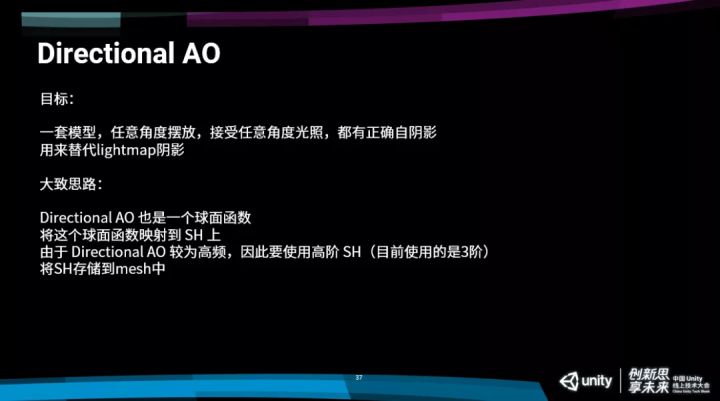 Directional AO
目标：
一套模型，任意角度摆放，接受任意角度光照，都有正确自阴影
用来替代lightmap阴影
大致思路：
Directional AO 也是一个球面函数
将这个球面函数映射到 SH 上
由于 Directional AO 较为高频，因此要使用高阶 SH（目前使用的是3阶）
将SH存储到mesh中
37
unity
创新思
享未来
中国 Unity
线上技术大会
China Unity Tech Week